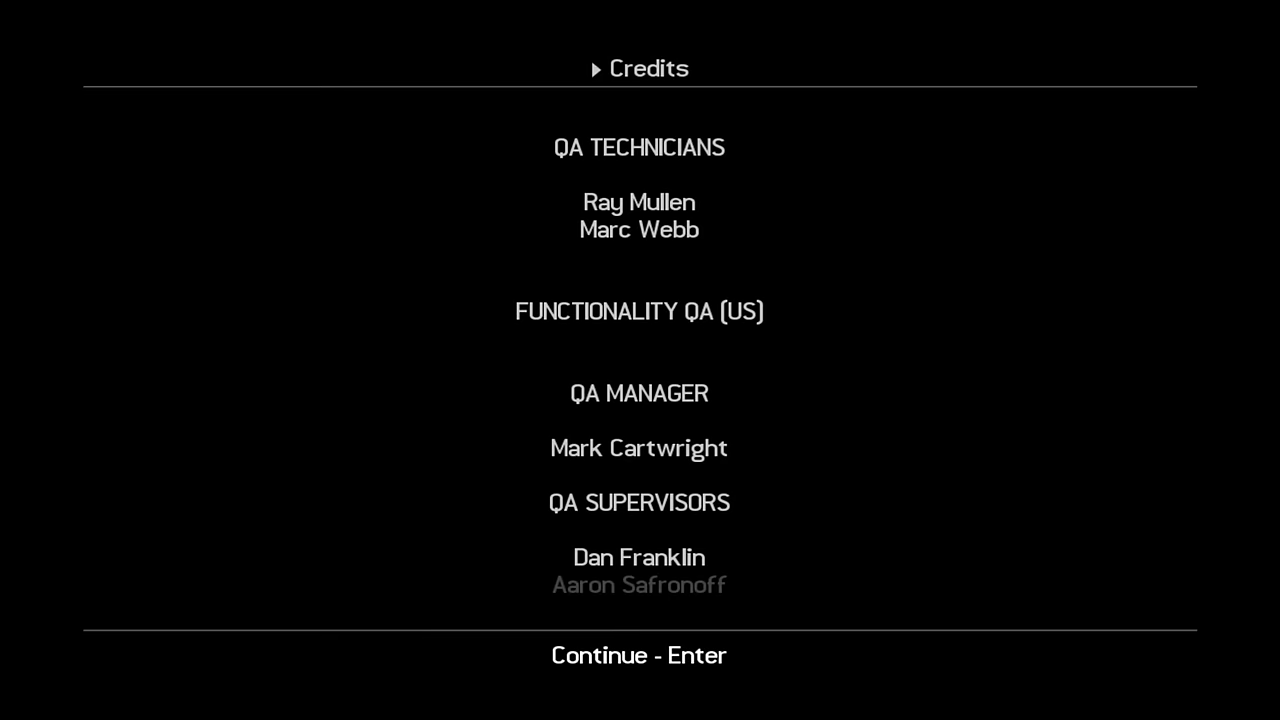 Credits
QA TECHNICIANS
Ray Mullen
Marc Webb
FUNCTIONALITY QA (US)
QA MANAGER
Mark Cartwright
QA SUPERVISORS
Dan Franklin
Aaron Safronoff
Continue - Enter